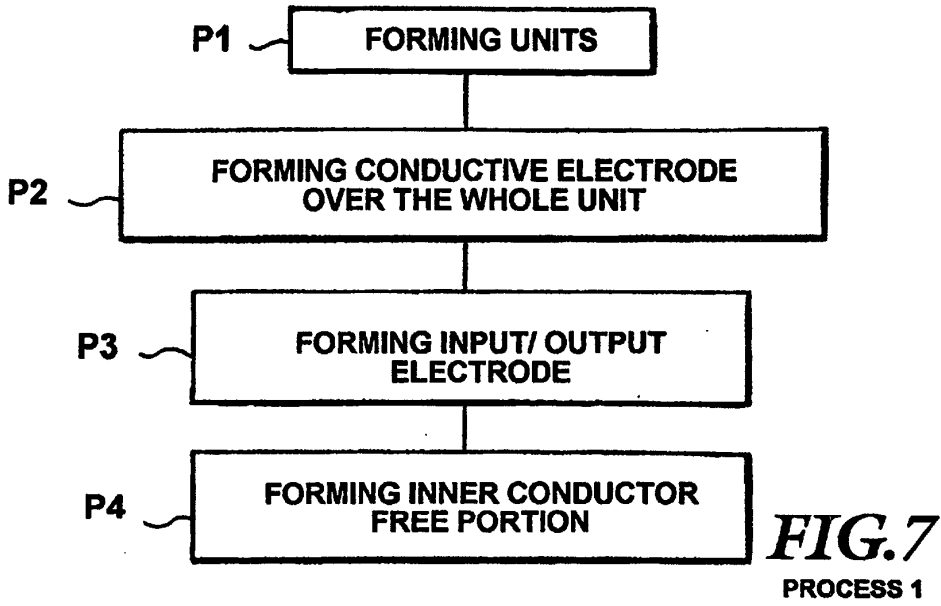 P1
FORMING UNITS
P2
FORMING CONDUCTIVE ELECTRODE
OVER THE WHOLE UNIT
P3
FORMING INPUT/ OUTPUT
ELECTRODE
P4
FORMING INNER CONDUCTOR
FREE PORTION
FIG.7
PROCESS 1